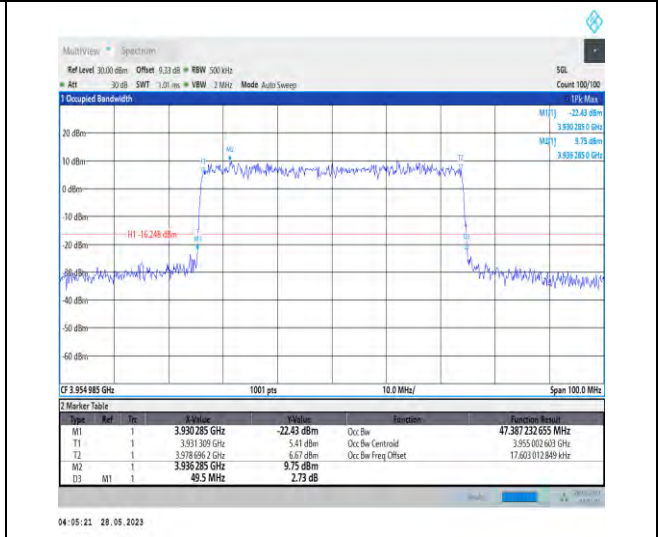 MultiView Spectrum
Ref Level 30.00 dBm Offset 9.33 dB RBW 500 kHz SGL
Att 30 dB SWT 1.01 ms VBW 2 MHz Mode Auto Sweep Count 100/100
1 Occupied Bandwidth 1Pk Max
M1[1] -22.43 dBm
3.930 285 0 GHz
M2[1] 9.75 dBm
3.936 285 0 GHz
20 dBm
10 dBm
0 dBm
-10 dBm
H1 -16.248 dBm
-20 dBm
-30 dBm
-40 dBm
-50 dBm
-60 dBm
M2
T1
T2
M1
D3
CF 3.954 985 GHz 1001 pts 10.0 MHz/ Span 100.0 MHz
2 Marker Table
Type Ref Trc X-Value Y-Value Function Function Result
M1 1 3.930 285 GHz -22.43 dBm Occ Bw 47.387 232 655 MHz
T1 1 3.931 309 GHz 5.41 dBm Occ Bw Centroid 3.955 002 603 GHz
T2 1 3.978 696 2 GHz 6.67 dBm Occ Bw Freq Offset 17.603 012 849 kHz
M2 1 3.936 285 GHz 9.75 dBm
D3 M1 1 49.5 MHz 2.73 dB
04:05:21 28.05.2023